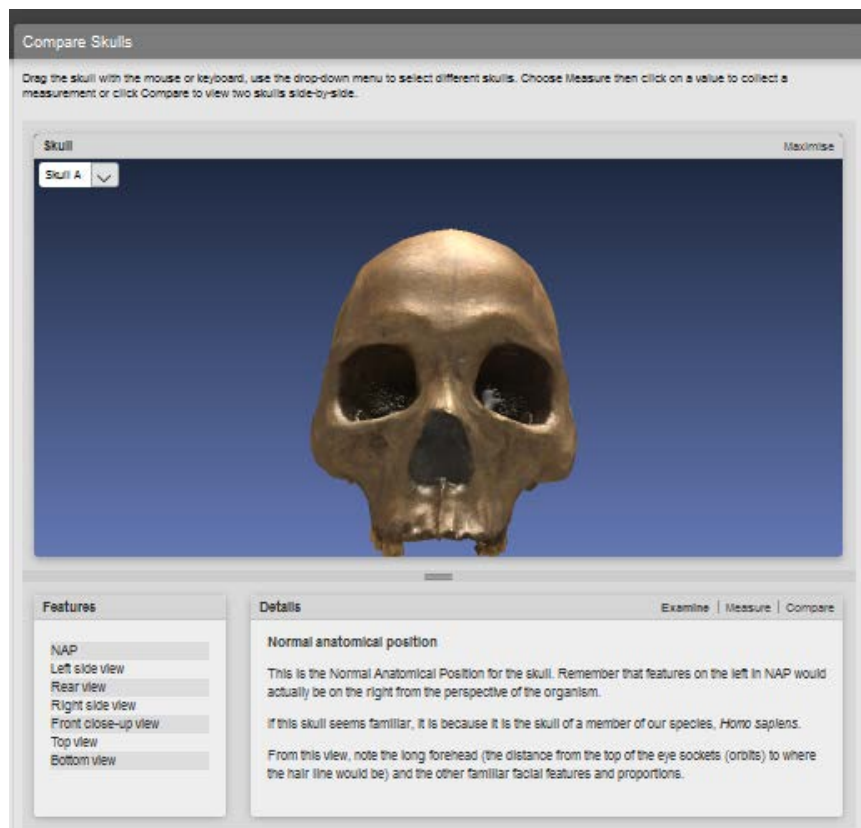 Compare Skulls
Drag the skull with the mouse or keyboard, use the drop-down menu to select different skulls. Choose Measure then click on a value to collect a
measurement or click Compare to view two skulls side-by-side.
Skull
Maximise
Skull A
Features
NAP
Left side view
Rear view
Right side view
Front close-up view
Top view
Bottom view
Details
Examine | Measure | Compare
Normal anatomical position
This is the Normal Anatomical Position for the skull. Remember that features on the left in NAP would
actually be on the right from the perspective of the organism.
If this skull seems familiar, it is because it is the skull of a member of our species, Homo sapiens.
From this view, note the long forehead (the distance from the top of the eye sockets (orbits) to where
the hair line would be) and the other familiar facial features and proportions.